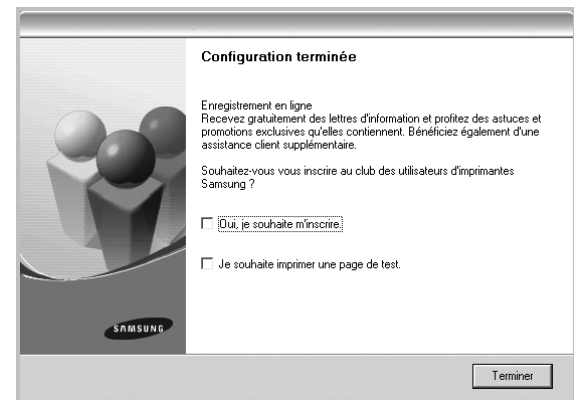 Configuration terminée
Enregistrement en ligne
Recevez gratuitement des lettres d'information et profitez des astuces et
promotions exclusives qu'elles contiennent. Bénéficiez également d'une
assistance client supplémentaire.
Souhaitez-vous vous inscrire au club des utilisateurs d'imprimantes
Samsung ?
Oui, je souhaite m'inscrire.
Je souhaite imprimer une page de test.
SAMSUNG
Terminer